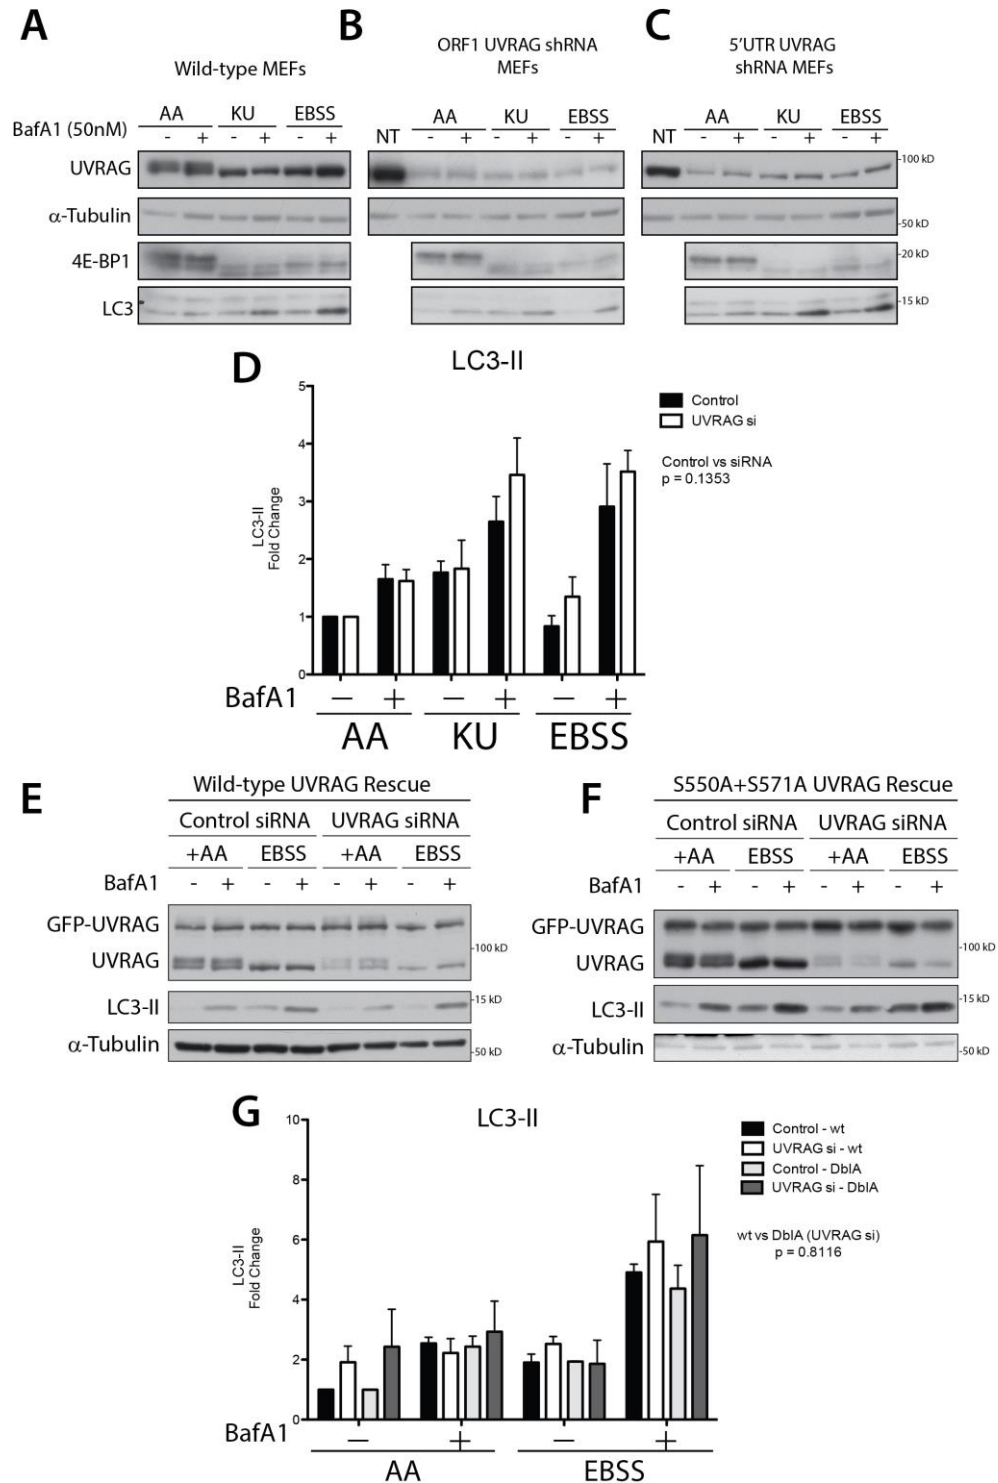 A
Wild-type MEFs
AA KU EBSS
BafA1 (50nM) - + - + - +
UVRAG
α-Tubulin
4E-BP1
LC3
B
ORF1 UVRAG shRNA
MEFs
AA KU EBSS
NT - + - + - +
C
5'UTR UVRAG
shRNA MEFs
AA KU EBSS
NT - + - + - +
-100 kD
-50 kD
-20 kD
-15 kD
D
LC3-II
LC3-II
Fold Change
5
4
3
2
1
0
Control
UVRAG si
Control vs siRNA
p = 0.1353
BafA1 — + — + — +
AA KU EBSS
E
Wild-type UVRAG Rescue
Control siRNA UVRAG siRNA
+AA EBSS +AA EBSS
BafA1 - + - + - + - +
GFP-UVRAG
-100 kD
UVRAG
LC3-II -15 kD
α-Tubulin -50 kD
F
S550A+S571A UVRAG Rescue
Control siRNA UVRAG siRNA
+AA EBSS +AA EBSS
BafA1 - + - + - + - +
GFP-UVRAG
-100 kD
UVRAG
LC3-II -15 kD
α-Tubulin -50 kD
G
LC3-II
LC3-II
Fold Change
10
8
6
4
2
0
Control - wt
UVRAG si - wt
Control - DblA
UVRAG si - DblA
wt vs DblA (UVRAG si)
p = 0.8116
BafA1 — + — +
AA EBSS